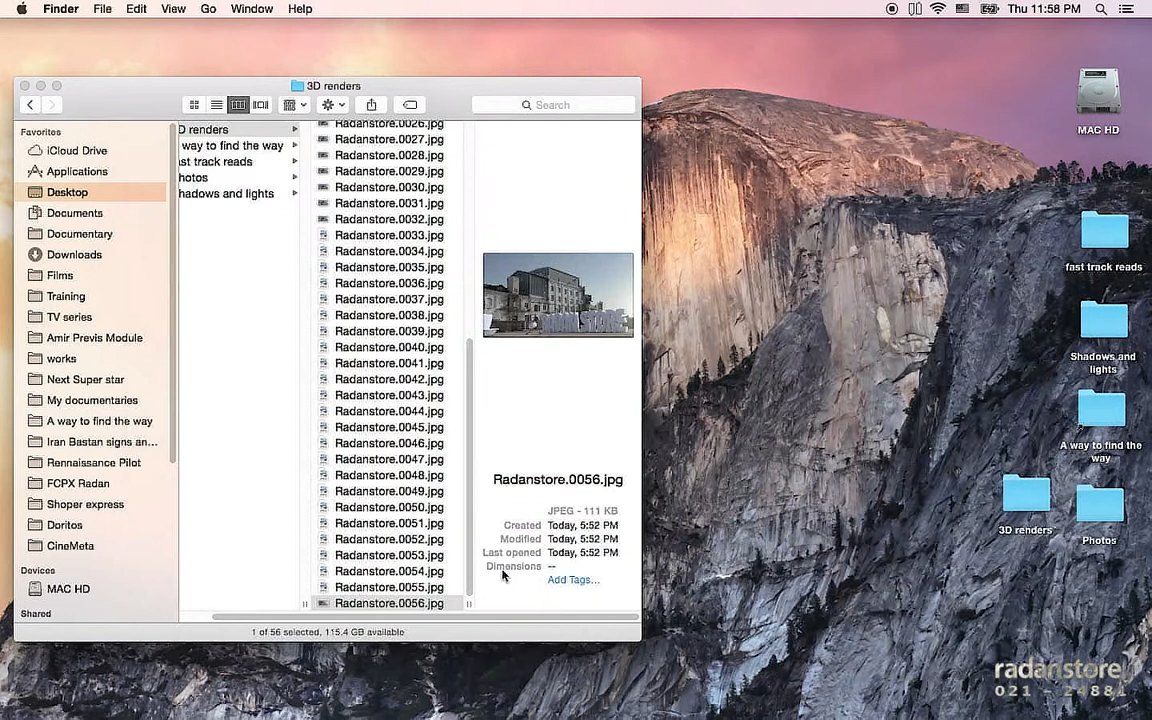 Finder File Edit View Go Window Help
Thu 11:58 PM
3D renders
Search
Favorites
iCloud Drive
Applications
Desktop
Documents
Documentary
Downloads
Films
Training
TV series
Amir Previs Module
works
Next Super star
My documentaries
A way to find the way
Iran Bastan signs an...
Rennaissance Pilot
FCPX Radan
Shoper express
Doritos
CineMeta
Devices
MAC HD
Shared
D renders
way to find the way
ast track reads
hotos
hadows and lights
Radanstore.0026.jpg
Radanstore.0027.jpg
Radanstore.0028.jpg
Radanstore.0029.jpg
Radanstore.0030.jpg
Radanstore.0031.jpg
Radanstore.0032.jpg
Radanstore.0033.jpg
Radanstore.0034.jpg
Radanstore.0035.jpg
Radanstore.0036.jpg
Radanstore.0037.jpg
Radanstore.0038.jpg
Radanstore.0039.jpg
Radanstore.0040.jpg
Radanstore.0041.jpg
Radanstore.0042.jpg
Radanstore.0043.jpg
Radanstore.0044.jpg
Radanstore.0045.jpg
Radanstore.0046.jpg
Radanstore.0047.jpg
Radanstore.0048.jpg
Radanstore.0049.jpg
Radanstore.0050.jpg
Radanstore.0051.jpg
Radanstore.0052.jpg
Radanstore.0053.jpg
Radanstore.0054.jpg
Radanstore.0055.jpg
Radanstore.0056.jpg
Radanstore.0056.jpg
JPEG - 111 KB
Created Today, 5:52 PM
Modified Today, 5:52 PM
Last opened Today, 5:52 PM
Dimensions --
Add Tags...
1 of 56 selected, 115.4 GB available
MAC HD
fast track reads
Shadows and
lights
A way to find the
way
3D renders
Photos
radanstore
021 - 24881